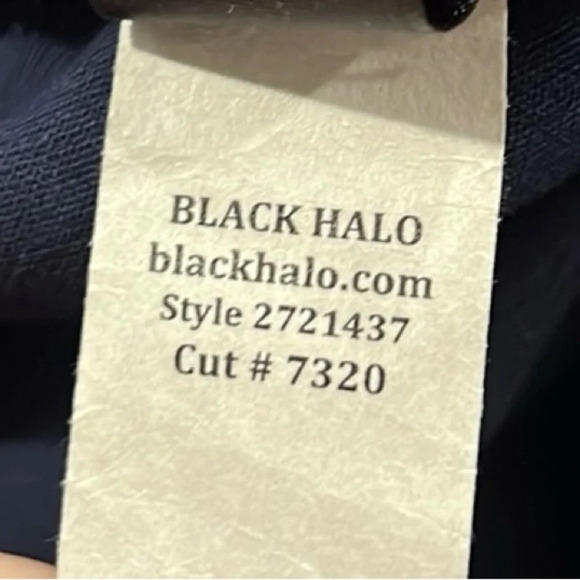 BLACK HALO
blackhalo.com
Style 2721437
Cut # 7320